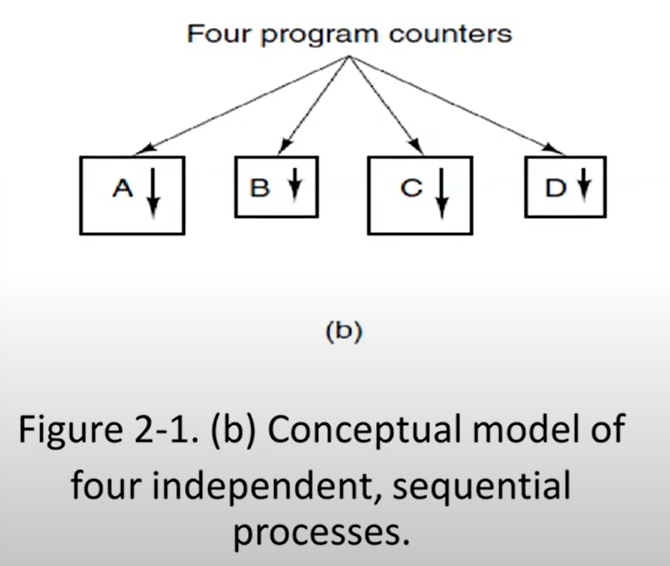 Four program counters
A B C D
(b)
Figure 2-1. (b) Conceptual model of
four independent, sequential
processes.